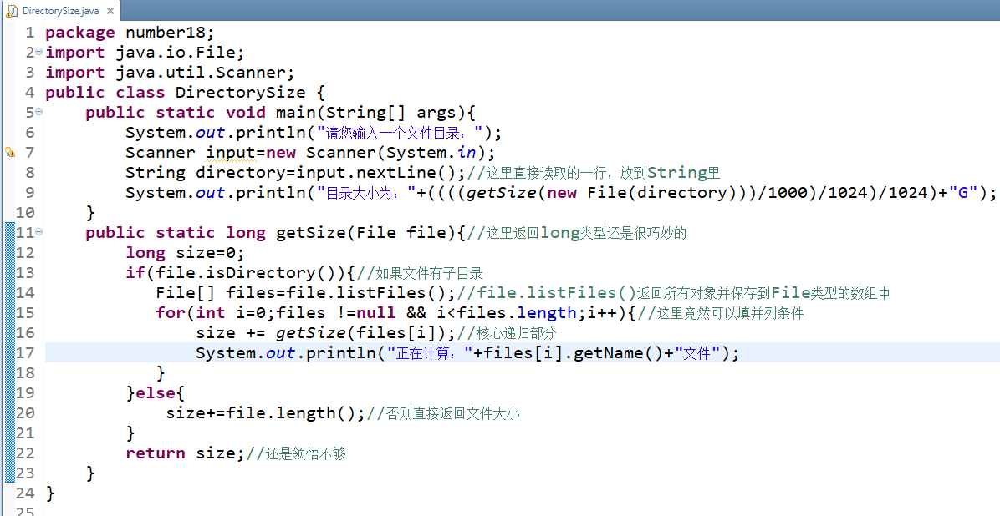 DirectorySize.java
1 package number18;
2 import java.io.File;
3 import java.util.Scanner;
4 public class DirectorySize {
5     public static void main(String[] args){
6         System.out.println("请您输入一个文件目录：");
7         Scanner input=new Scanner(System.in);
8         String directory=input.nextLine();//这里直接读取的一行，放到String里
9         System.out.println("目录大小为："+((((getSize(new File(directory)))/1000)/1024)/1024)+"G");
10     }
11     public static long getSize(File file){//这里返回long类型还是很巧妙的
12         long size=0;
13         if(file.isDirectory()){//如果文件有子目录
14            File[] files=file.listFiles();//file.listFiles()返回所有对象并保存到File类型的数组中
15            for(int i=0;files !=null && i<files.length;i++){//这里竟然可以填并列条件
16                size += getSize(files[i]);//核心递归部分
17                System.out.println("正在计算："+files[i].getName()+"文件");
18            }
19         }else{
20             size+=file.length();//否则直接返回文件大小
21         }
22         return size;//还是领悟不够
23     }
24 }
25